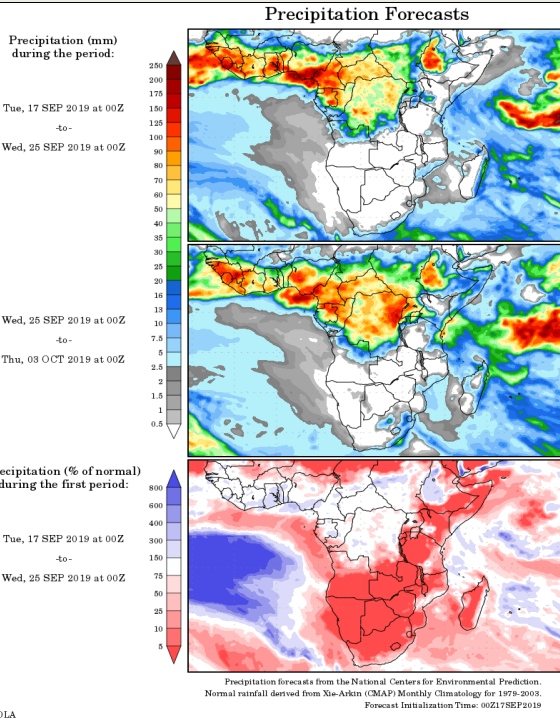 Precipitation Forecasts
Precipitation (mm)
during the period:
Tue, 17 SEP 2019 at 00Z
-to-
Wed, 25 SEP 2019 at 00Z
250
200
175
150
125
100
90
80
70
60
50
40
35
30
25
20
16
13
10
7.5
5
2.5
2
1.5
1
0.5
Wed, 25 SEP 2019 at 00Z
-to-
Thu, 03 OCT 2019 at 00Z
ecipitation (% of normal)
during the first period:
Tue, 17 SEP 2019 at 00Z
-to-
Wed, 25 SEP 2019 at 00Z
800
600
400
300
150
75
50
25
10
5
Precipitation forecasts from the National Centers for Environmental Prediction.
Normal rainfall derived from Xie-Arkin (CMAP) Monthly Climatology for 1979-2003.
Forecast Initialization Time: 00Z17SEP2019
OLA